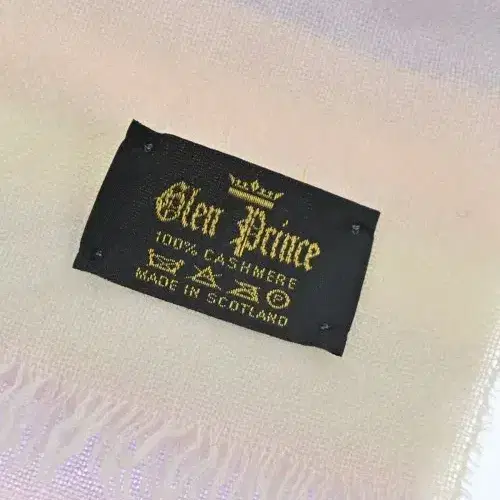 Glen Prince
100% CASHMERE
P
MADE IN SCOTLAND